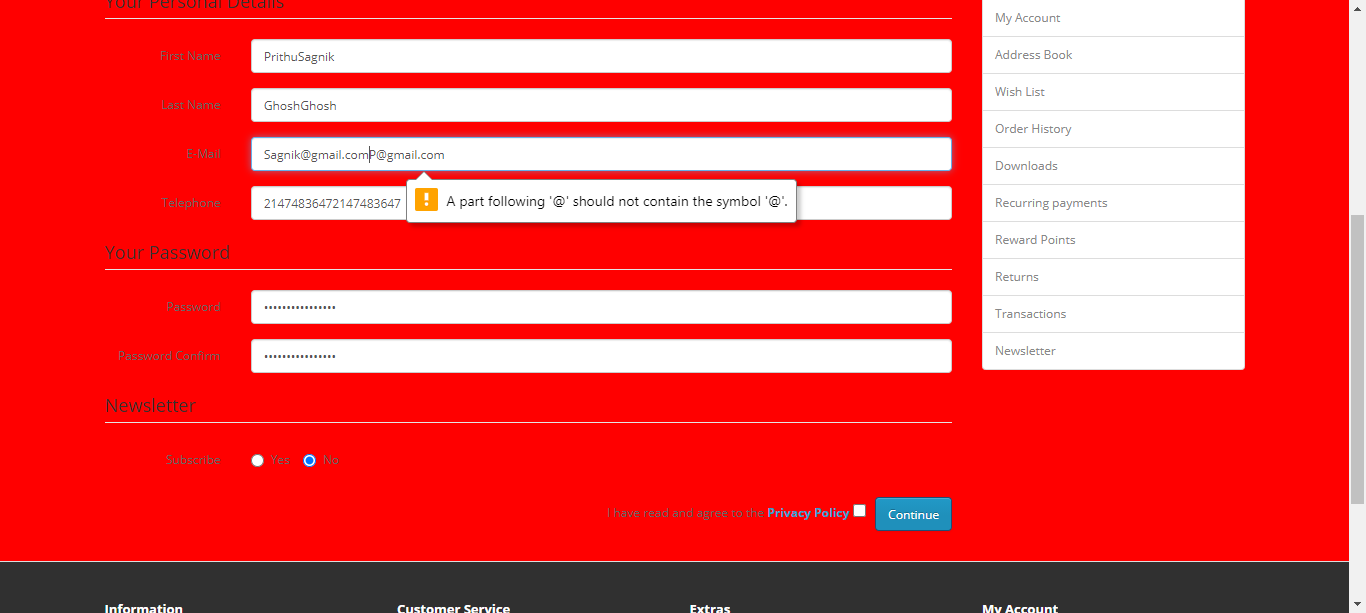 Your Personal Details
First Name
PrithuSagnik
Last Name
GhoshGhosh
E-Mail
Sagnik@gmail.comP@gmail.com
Telephone
21474836472147483647
A part following '@' should not contain the symbol '@'.
Your Password
Password
••••••••••••••••
Password Confirm
••••••••••••••••
Newsletter
Subscribe
Yes No
I have read and agree to the Privacy Policy
Continue
My Account
Address Book
Wish List
Order History
Downloads
Recurring payments
Reward Points
Returns
Transactions
Newsletter
Information
Customer Service
Extras
My Account